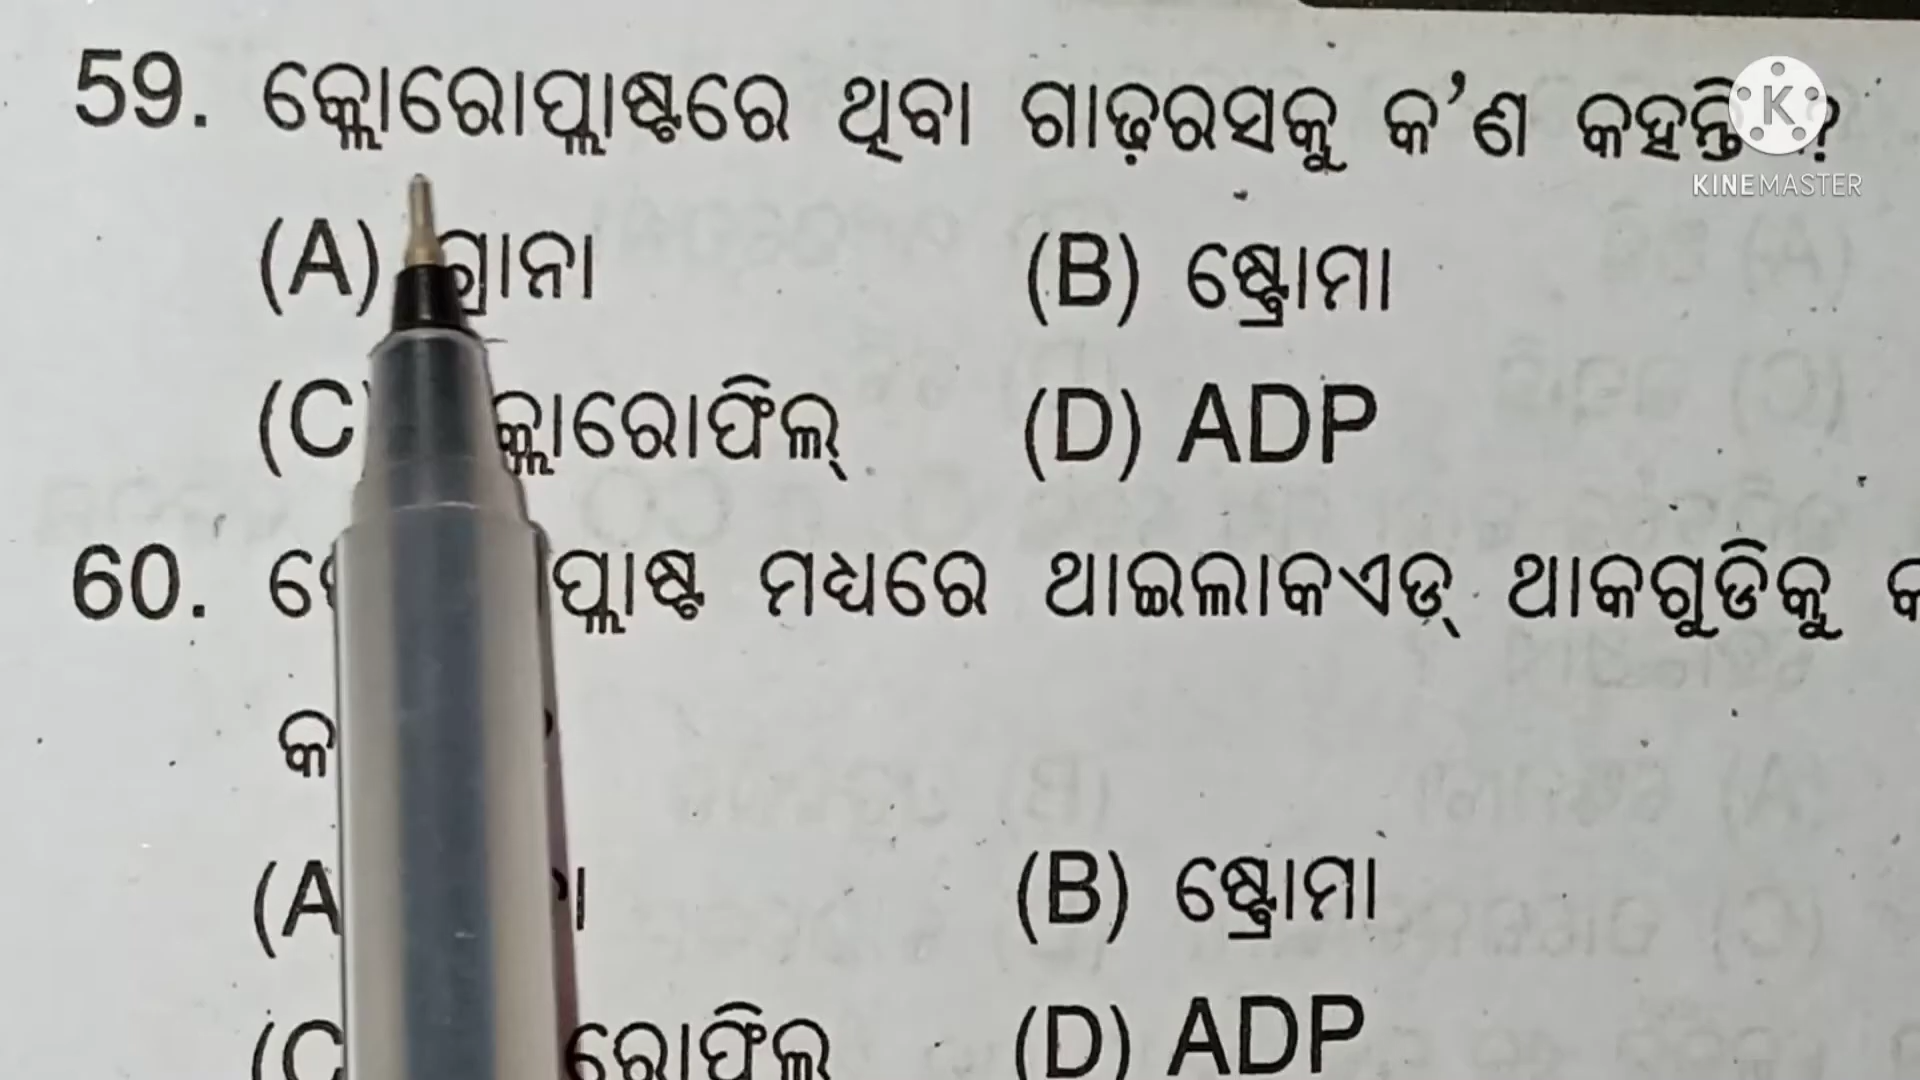 59. କ୍ଲୋରୋପ୍ଲାଷ୍ଟରେ ଥିବା ଗାଢ଼ରସକୁ କ'ଣ କହନ୍ତି ?
KINEMASTER
(A) ଗ୍ରାନା (B) ଷ୍ଟ୍ରୋମା
(C) କ୍ଲୋରୋଫିଲ୍ (D) ADP
60. ପ୍ଲାଷ୍ଟ ମଧ୍ୟରେ ଥାଇଲାକଏଡ୍ ଥାକଗୁଡିକୁ
(B) ଷ୍ଟ୍ରୋମା
(D) ADP